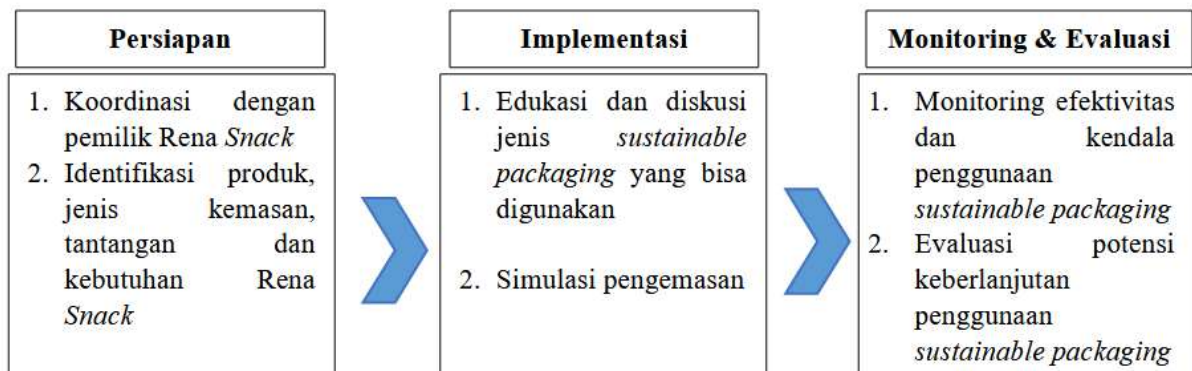 Persiapan
1. Koordinasi dengan
pemilik Rena Snack
2. Identifikasi produk,
jenis kemasan,
tantangan dan
kebutuhan Rena
Snack
Implementasi
1. Edukasi dan diskusi
jenis sustainable
packaging yang bisa
digunakan
2. Simulasi pengemasan
Monitoring & Evaluasi
1. Monitoring efektivitas
dan kendala
penggunaan
sustainable packaging
2. Evaluasi potensi
keberlanjutan
penggunaan
sustainable packaging